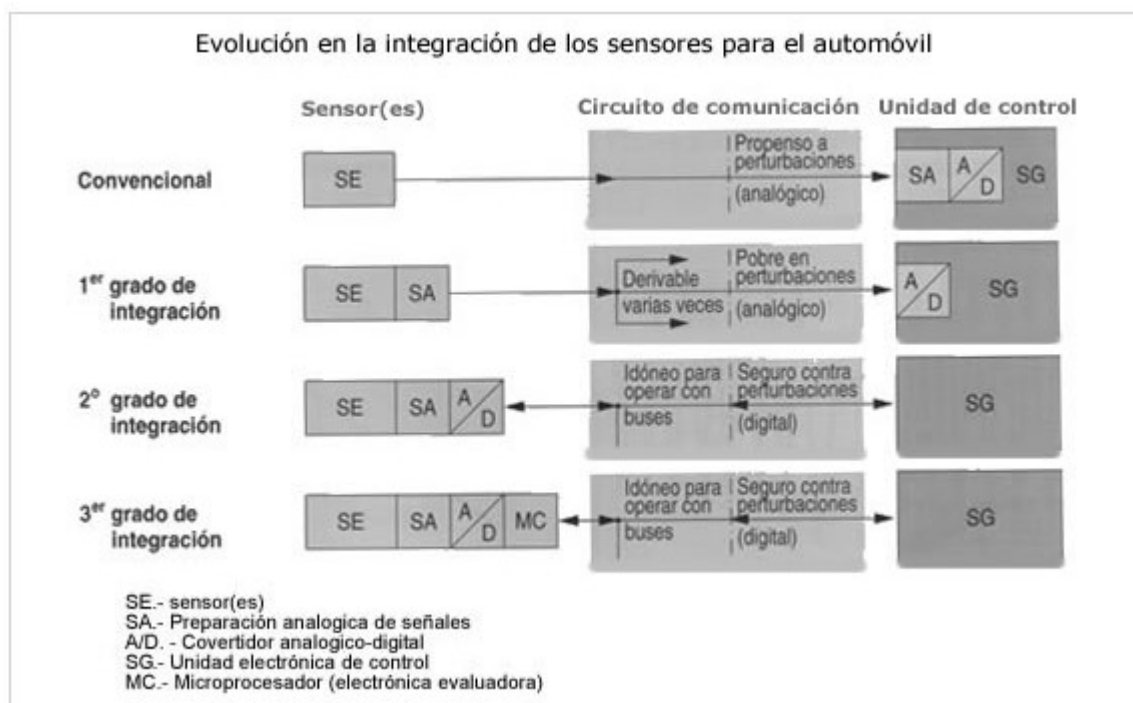 Evolución en la integración de los sensores para el automóvil
Sensor(es)
Circuito de comunicación
Unidad de control
Convencional
SE
Propenso a
perturbaciones
(analógico)
SA
A
D
SG
1er grado de
integración
SE
SA
Derivable
varias veces
Pobre en
perturbaciones
(analógico)
A
D
SG
2º grado de
integración
SE
SA
A
D
Idóneo para
operar con
buses
Seguro contra
perturbaciones
(digital)
SG
3er grado de
integración
SE
SA
A
D
MC
Idóneo para
operar con
buses
Seguro contra
perturbaciones
(digital)
SG
SE.- sensor(es)
SA.- Preparación analogica de señales
A/D. - Covertidor analogico-digital
SG.- Unidad electrónica de control
MC.- Microprocesador (electrónica evaluadora)